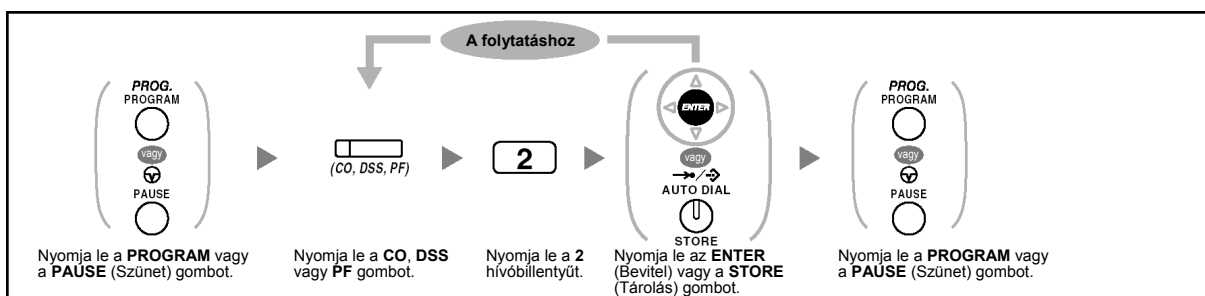 A folytatáshoz
PROG.
PROGRAM
vagy
PAUSE
Nyomja le a PROGRAM vagy
a PAUSE (Szünet) gombot.
(CO, DSS, PF)
Nyomja le a CO, DSS
vagy PF gombot.
2
Nyomja le a 2
hívóbillentyűt.
ENTER
vagy
AUTO DIAL
STORE
Nyomja le az ENTER
(Bevitel) vagy a STORE
(Tárolás) gombot.
PROG.
PROGRAM
vagy
PAUSE
Nyomja le a PROGRAM vagy
a PAUSE (Szünet) gombot.